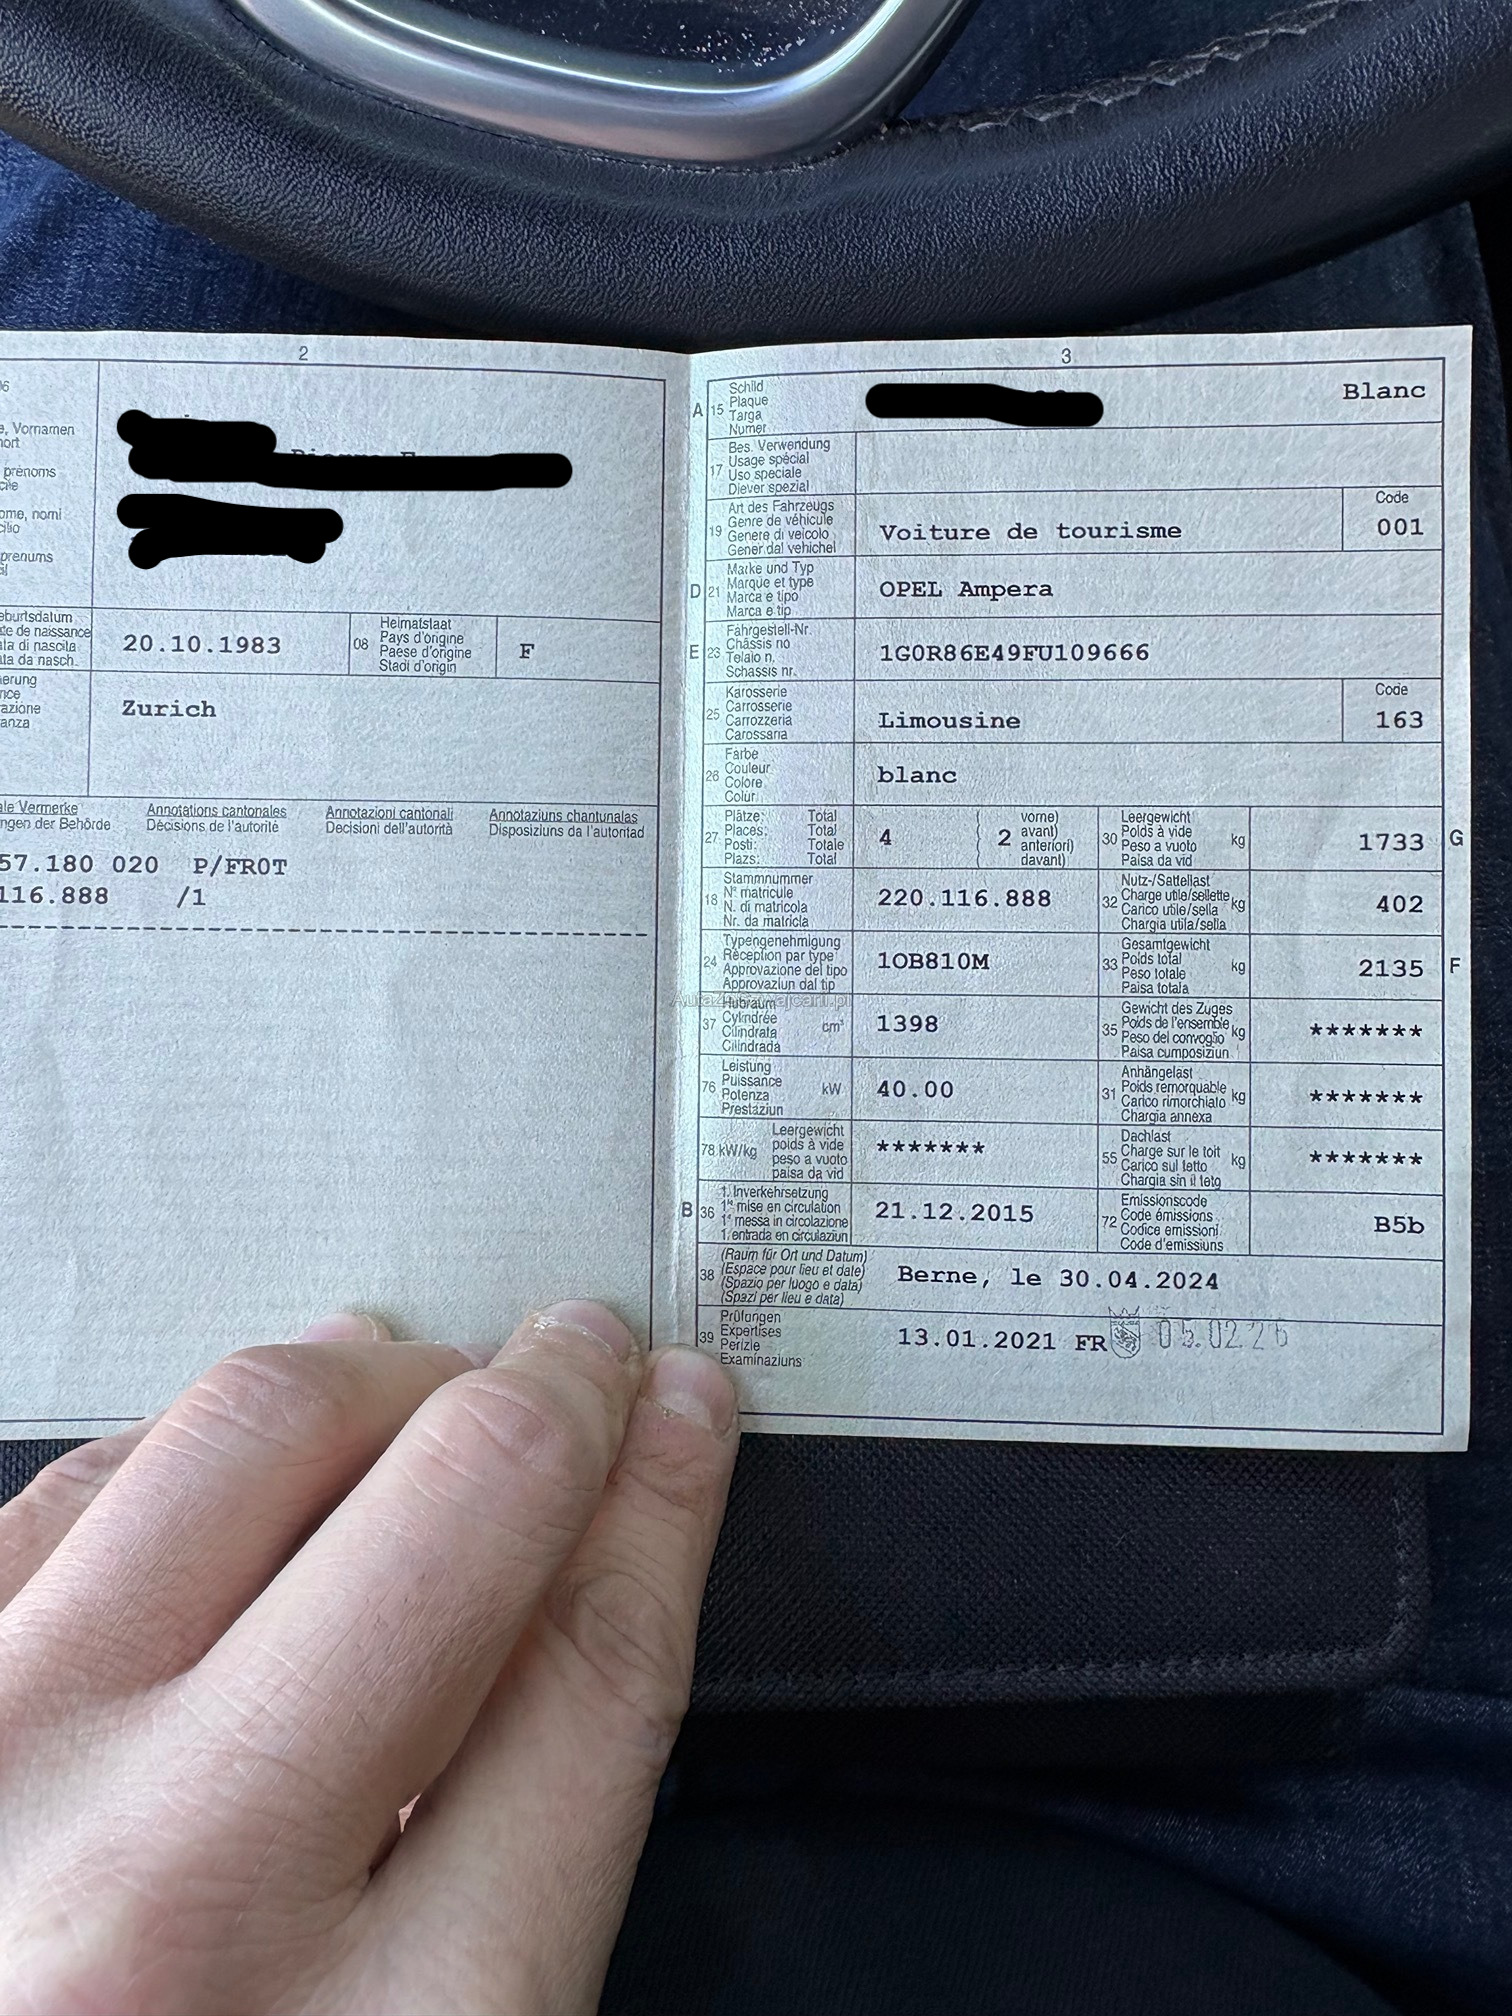 2
06
e, Vornamen
prénoms
ome, nomi
prenums
eburtsdatum
te de naissance
ata di nascita
ata da nasch.
20.10.1983
08
Heimatstaat
Pays d'origine
Paese d'origine
Stadi d'origin
F
Zurich
ale Vermerke
ngen der Behörde
Annotations cantonales
Décisions de l'autorité
Annotazioni cantonali
Decisioni dell'autorità
Annotaziuns chantunalas
Disposiziuns da l'autoritad
57.180 020 P/FR0T
116.888 /1
3
A
15
Schild
Plaque
Targa
Numer
Blanc
17
Bes. Verwendung
Usage spécial
Uso speciale
Diever spezial
19
Art des Fahrzeugs
Genre de véhicule
Genere di veicolo
Gener dal vehichel
Voiture de tourisme
Code
001
D
21
Marke und Typ
Marque et type
Marca e tipo
Marca e tip
OPEL Ampera
E
23
Fahrgestell-Nr.
Châssis no
Telaio n.
Schassis nr.
1G0R86E49FU109666
25
Karosserie
Carrosserie
Carrozzeria
Carossaria
Limousine
Code
163
26
Farbe
Couleur
Colore
Colur
blanc
27
Plätze: Total
Places: Total
Posti: Totale
Plazs: Total
4
2
vorne)
avant)
anteriori)
davant)
30
Leergewicht
Poids à vide
Peso a vuoto
Paisa da vid
kg
1733
G
18
Stammnummer
N° matricule
N. di matricola
Nr. da matricla
220.116.888
32
Nutz-/Sattellast
Charge utile/sellette
Carico utile/sella
Chargia utila/sella
kg
402
24
Typengenehmigung
Réception par type
Approvazione del tipo
Approvaziun dal tip
1OB810M
33
Gesamtgewicht
Poids total
Peso totale
Paisa totala
kg
2135
F
37
Hubraum
Cylindrée
Cilindrata
Cilindrada
cm³
1398
35
Gewicht des Zuges
Poids de l'ensemble
Peso del convoglio
Paisa cumposiziun
kg
*******
76
Leistung
Puissance
Potenza
Prestaziun
kW
40.00
31
Anhängelast
Poids remorquable
Carico rimorchiato
Chargia annexa
kg
*******
78 kW/kg
Leergewicht
poids à vide
peso a vuoto
paisa da vid
*******
55
Dachlast
Charge sur le toit
Carico sul tetto
Chargia sin il tetg
kg
*******
B
36
1. Inverkehrsetzung
1re mise en circulation
1a messa in circolazione
1. entrada en circulaziun
21.12.2015
72
Emissionscode
Code émissions
Codice emissioni
Code d'emissiuns
B5b
38
(Raum für Ort und Datum)
(Espace pour lieu et date)
(Spazio per luogo e data)
(Spazi per lieu e data)
Berne, le 30.04.2024
39
Prüfungen
Expertises
Perizie
Examinaziuns
13.01.2021 FR
05.02.26